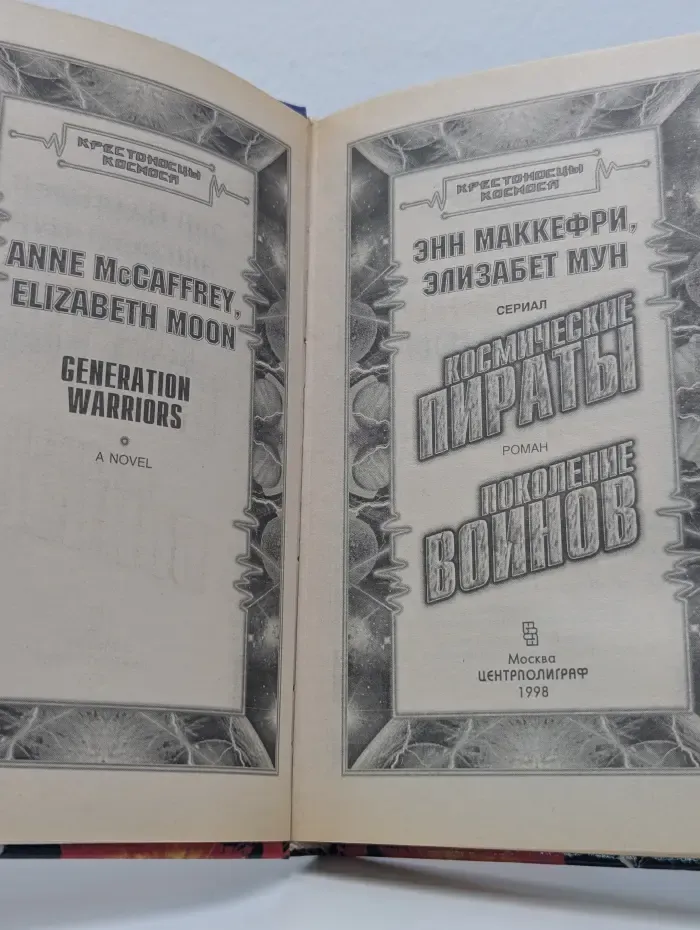 КРЕСТОНОСЦЫ
КОСМОСА
ANNE McCAFFREY,
ELIZABETH MOON
GENERATION
WARRIORS
A NOVEL
КРЕСТОНОСЦЫ
КОСМОСА
ЭНН МАККЕФРИ,
ЭЛИЗАБЕТ МУН
СЕРИАЛ
КОСМИЧЕСКИЕ
ПИРАТЫ
РОМАН
ПОКОЛЕНИЕ
ВОИНОВ
Москва
ЦЕНТРПОЛИГРАФ
1998